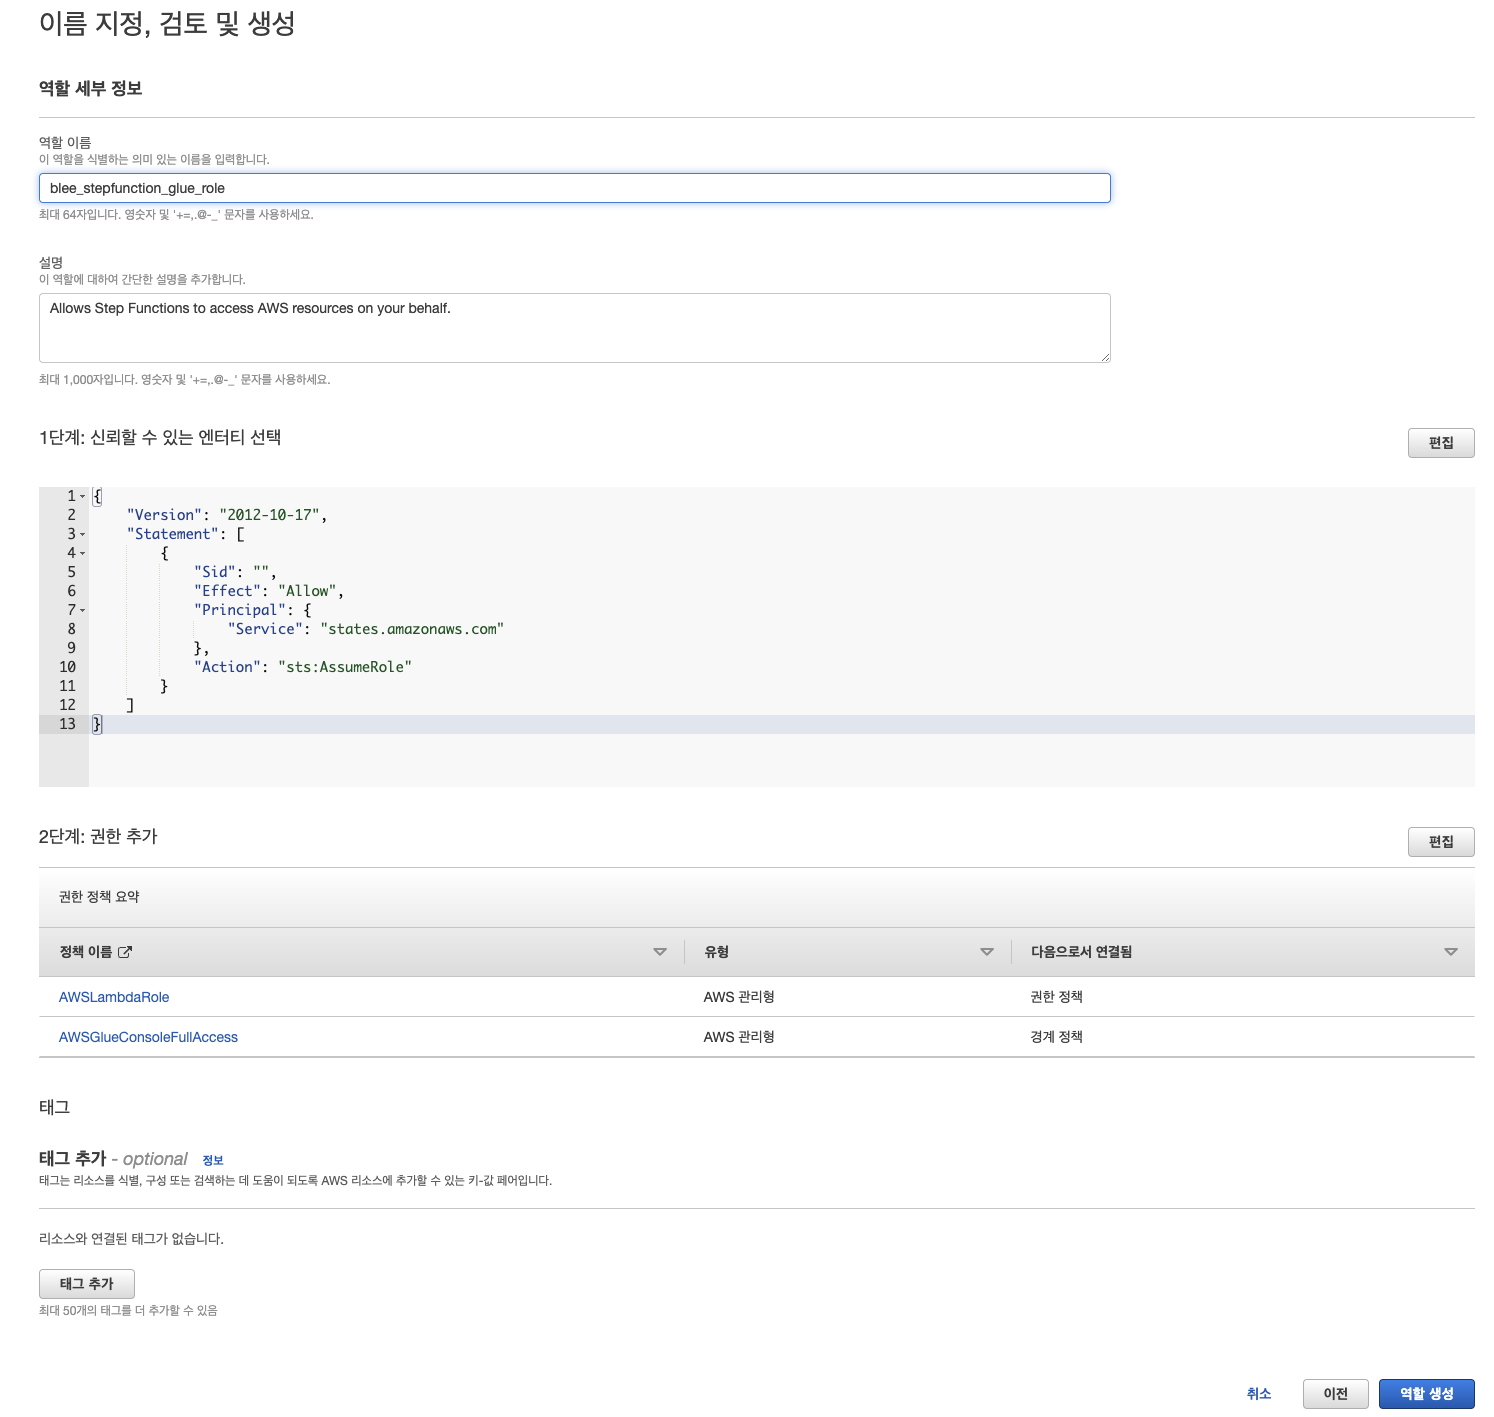 이름 지정, 검토 및 생성
역할 세부 정보
역할 이름
이 역할을 식별하는 의미 있는 이름을 입력합니다.
blee_stepfunction_glue_role
최대 64자입니다. 영숫자 및 '+=,.@-_' 문자를 사용하세요.
설명
이 역할에 대하여 간단한 설명을 추가합니다.
Allows Step Functions to access AWS resources on your behalf.
최대 1,000자입니다. 영숫자 및 '+=,.@-_' 문자를 사용하세요.
1단계: 신뢰할 수 있는 엔터티 선택 편집
1 {
2 "Version": "2012-10-17",
3 "Statement": [
4 {
5 "Sid": "",
6 "Effect": "Allow",
7 "Principal": {
8 "Service": "states.amazonaws.com"
9 },
10 "Action": "sts:AssumeRole"
11 }
12 ]
13 }
2단계: 권한 추가 편집
권한 정책 요약
정책 이름 유형 다음으로서 연결됨
AWSLambdaRole AWS 관리형 권한 정책
AWSGlueConsoleFullAccess AWS 관리형 경계 정책
태그
태그 추가 - optional 정보
태그는 리소스를 식별, 구성 또는 검색하는 데 도움이 되도록 AWS 리소스에 추가할 수 있는 키-값 페어입니다.
리소스와 연결된 태그가 없습니다.
태그 추가
최대 50개의 태그를 더 추가할 수 있음
취소 이전 역할 생성